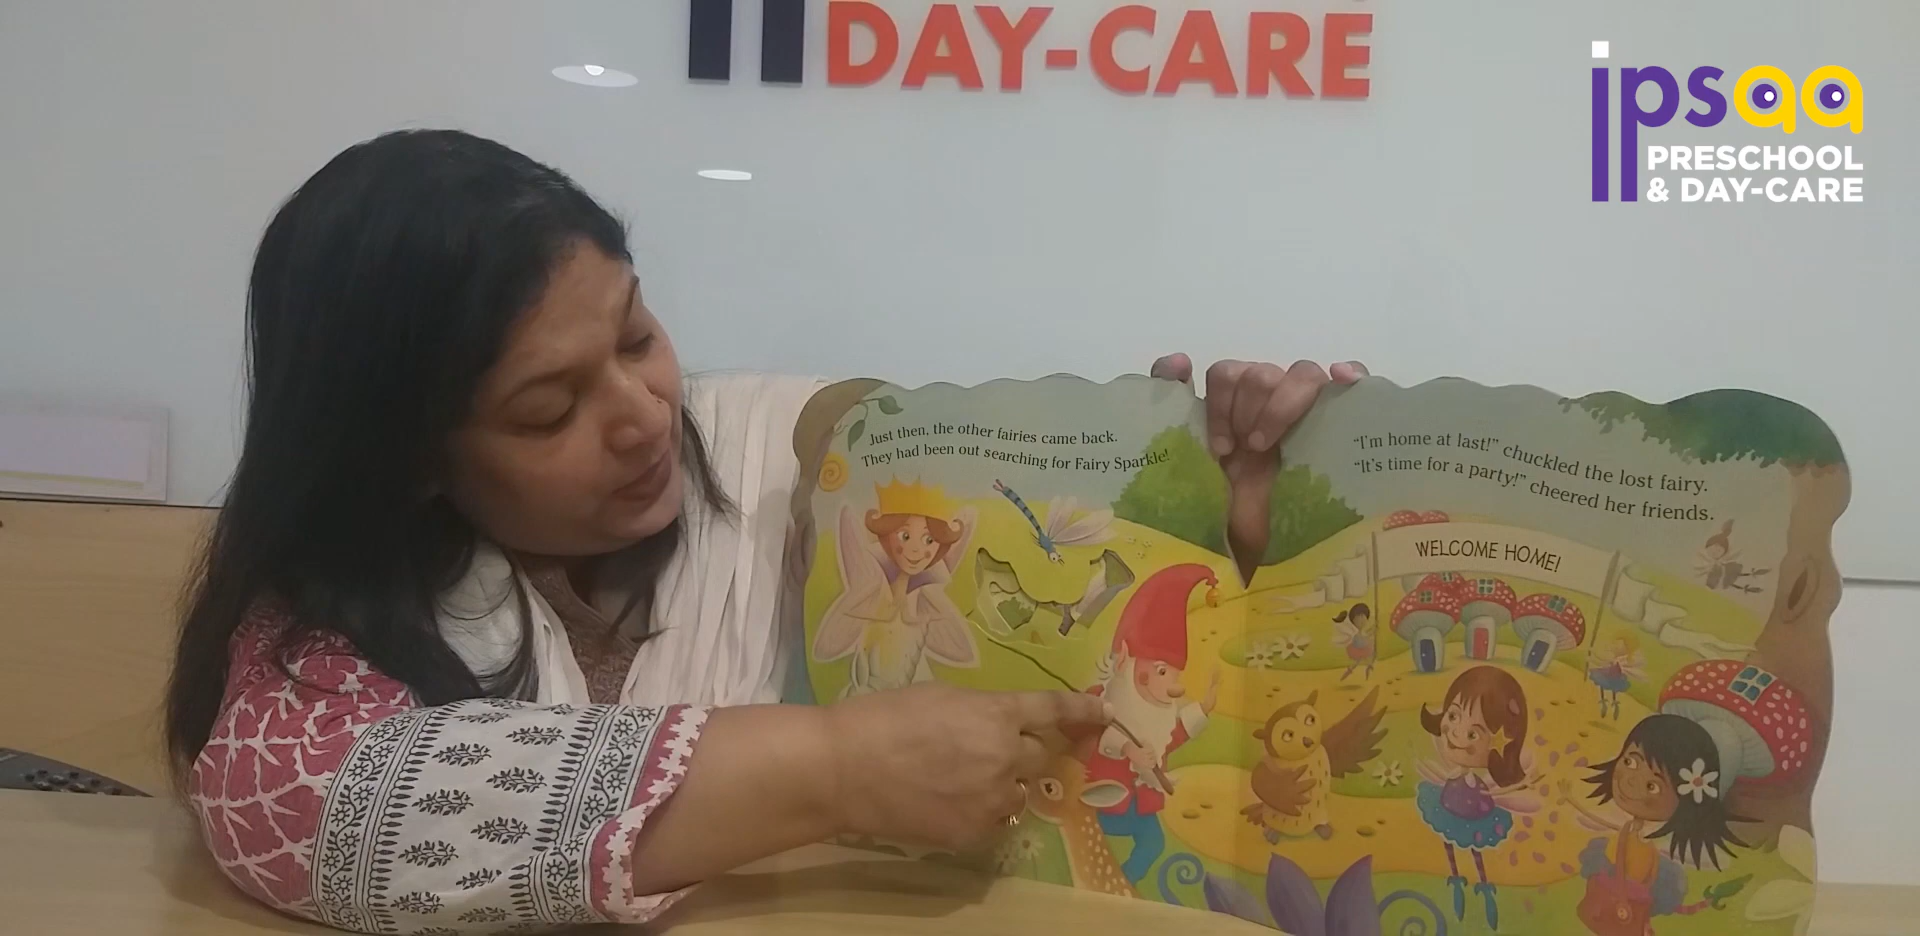 DAY-CARE
ipsaa
PRESCHOOL
& DAY-CARE
Just then, the other fairies came back.
They had been out searching for Fairy Sparkle!
“I’m home at last!” chuckled the lost fairy.
“It’s time for a party!” cheered her friends.
WELCOME HOME!